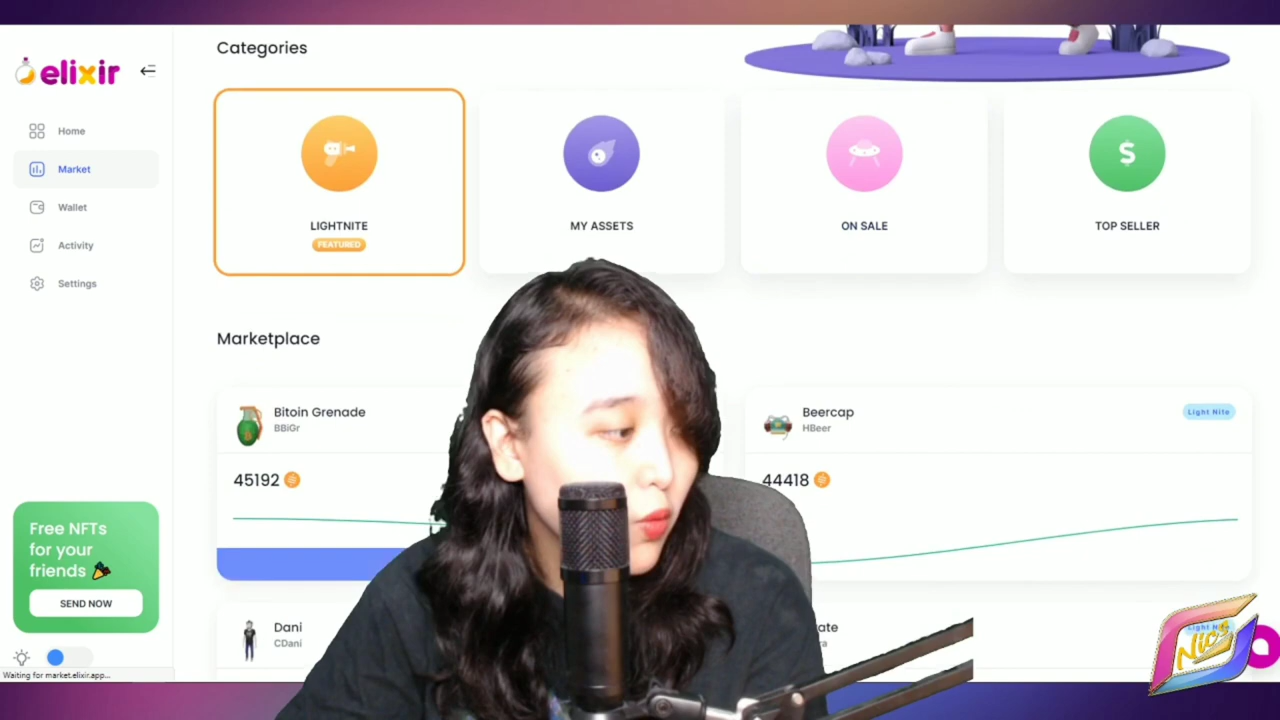 Categories
elixir
Home
Market
Wallet
Activity
Settings
LIGHTNITE
FEATURED
MY ASSETS
ON SALE
TOP SELLER
$
Marketplace
Bitoin Grenade
BBiGr
45192
Beercap
HBeer
Light Nite
44418
Free NFTs
for your
friends
SEND NOW
Dani
CDani
Light
Waiting for market.elixir.app...